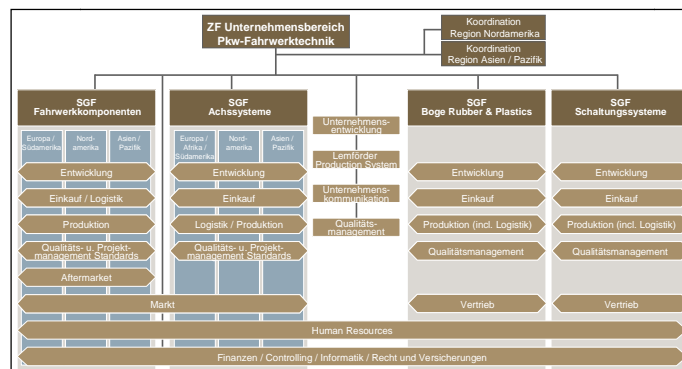 ZF Unternehmensbereich
Pkw-Fahrwerktechnik
Koordination
Region Nordamerika
Koordination
Region Asien / Pazifik
SGF
Fahrwerkkomponenten
SGF
Achssysteme
SGF
Boge Rubber & Plastics
SGF
Schaltungssysteme
Europa /
Südamerika
Nord-
amerika
Asien /
Pazifik
Europa /
Afrika /
Südamerika
Nord-
amerika
Asien /
Pazifik
Unternehmens-
entwicklung
Lemförder
Production System
Unternehmens-
kommunikation
Qualitäts-
management
Entwicklung
Entwicklung
Entwicklung
Entwicklung
Einkauf / Logistik
Einkauf
Einkauf
Einkauf
Produktion
Logistik / Produktion
Produktion (incl. Logistik)
Produktion (incl. Logistik)
Qualitäts- u. Projekt-
management Standards
Qualitäts- u. Projekt-
management Standards
Qualitätsmanagement
Qualitätsmanagement
Aftermarket
Markt
Vertrieb
Vertrieb
Human Resources
Finanzen / Controlling / Informatik / Recht und Versicherungen